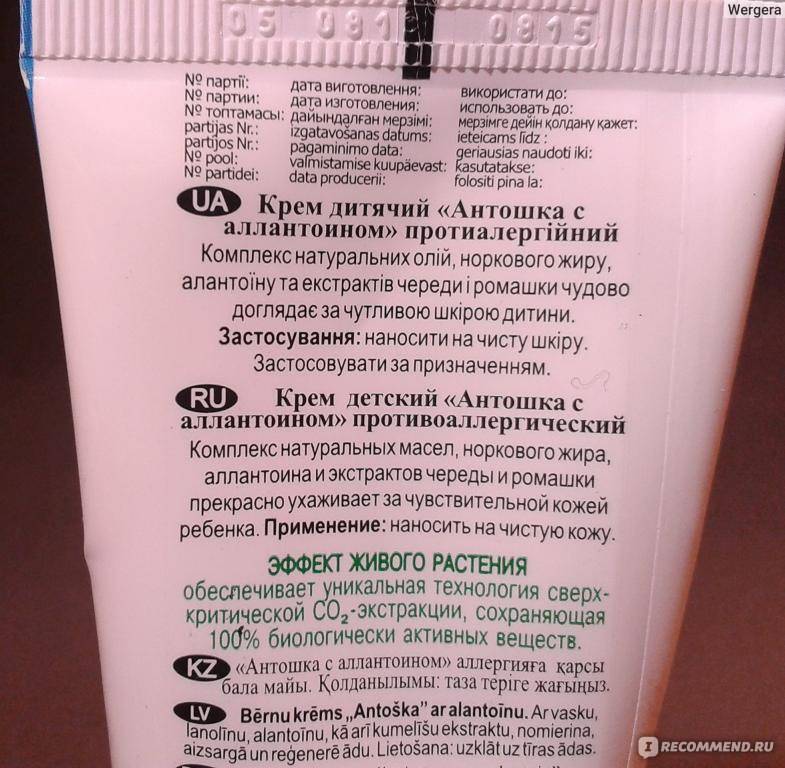 Wergera
05 081 0815
№ партії: дата виготовлення: використати до:
№ партии: дата изготовления: использовать до:
№ топтамасы: дайындалған мерзімі: мерзімге дейін қолдану қажет:
partijas Nr.: izgatavošanas datums: ieteicams līdz :
partijos Nr.: pagaminimo data: geriausias naudoti iki:
№ pool: valmistamise kuupäevast: kasutatakse:
№ partidei: data producerii: folositi pina la:
UA Крем дитячий «Антошка с
аллантоином» протиалергійний
Комплекс натуральних олій, норкового жиру,
алантоїну та екстрактів череди і ромашки чудово
доглядає за чутливою шкірою дитини.
Застосування: наносити на чисту шкіру.
Застосовувати за призначенням.
RU Крем детский «Антошка с
аллантоином» противоаллергический
Комплекс натуральных масел, норкового жира,
аллантоина и экстрактов череды и ромашки
прекрасно ухаживает за чувствительной кожей
ребенка. Применение: наносить на чистую кожу.
ЭФФЕКТ ЖИВОГО РАСТЕНИЯ
обеспечивает уникальная технология сверх-
критической CO₂-экстракции, сохраняющая
100% биологически активных веществ.
KZ «Антошка с аллантоином» аллергияға қарсы
бала майы. Қолданылымы: таза теріге жағыңыз.
LV Bērnu krēms „Antoška” ar alantoīnu. Ar vasku,
lanolīnu, alantoīnu, kā arī kumelīšu ekstraktu, nomierina,
aizsargā un reģenerē ādu. Lietošana: uzklāt uz tīras ādas.
I RECOMMEND.RU